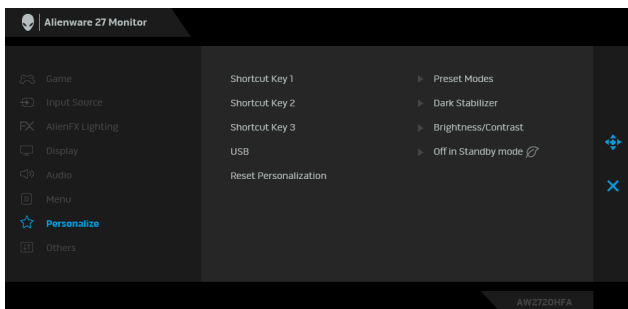 Alienware 27 Monitor
Game
Input Source
AlienFX Lighting
Display
Audio
Menu
Personalize
Others
Shortcut Key 1 Preset Modes
Shortcut Key 2 Dark Stabilizer
Shortcut Key 3 Brightness/Contrast
USB Off in Standby mode
Reset Personalization
AW2720HFA